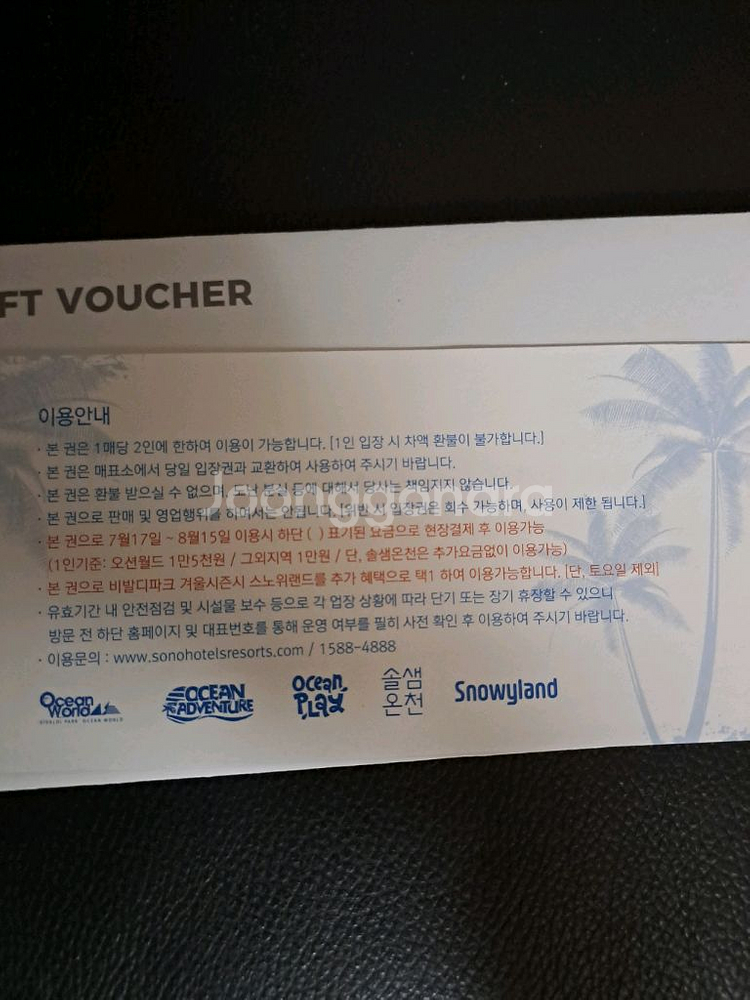 FT VOUCHER
이용안내
· 본 권은 1매당 2인에 한하여 이용이 가능합니다. [1인 입장 시 차액 환불이 불가합니다.]
· 본 권은 매표소에서 당일 입장권과 교환하여 사용하여 주시기 바랍니다.
· 본 권은 환불 받으실 수 없으며, 도난 분실 등에 대해서 당사는 책임지지 않습니다.
Joonggonara
· 본 권으로 판매 및 영업행위를 하여서는 안됩니다. [위반 시 입장권은 회수 가능하며, 사용이 제한 됩니다.]
· 본 권으로 7월17일 ~ 8월15일 이용시 하단 ( ) 표기된 요금으로 현장결제 후 이용가능
(1인기준: 오션월드 1만5천원 / 그외지역 1만원 / 단, 솔샘온천은 추가요금없이 이용가능)
· 본 권으로 비발디파크 겨울시즌시 스노위랜드를 추가 혜택으로 택1 하여 이용가능합니다. [단, 토요일 제외]
· 유효기간 내 안전점검 및 시설물 보수 등으로 각 업장 상황에 따라 단기 또는 장기 휴장할 수 있으니
방문 전 하단 홈페이지 및 대표번호를 통해 운영 여부를 필히 사전 확인 후 이용하여 주시기 바랍니다.
· 이용문의 : www.sonohotelsresorts.com / 1588-4888
Ocean World
VIVALDI PARK OCEAN WORLD
OCEAN ADVENTURE
Ocean PLAY
솔샘온천
Snowyland